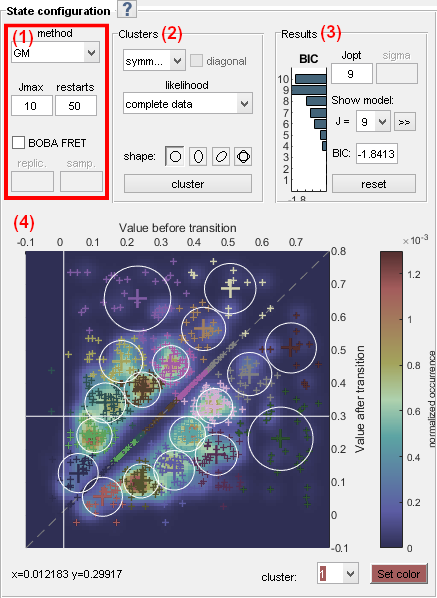 State configuration ?
(1) method
GM
Jmax restarts
10 50
BOBA FRET
replic. samp.
Clusters (2)
symm... diagonal
likelihood
complete data
shape:
cluster
Results (3)
BIC
10
9
8
7
6
5
4
3
2
1
-1.8
Jopt sigma
9
Show model:
J = 9 >>
BIC: -1.8413
reset
(4)
Value before transition
-0.1 0.1 0.2 0.3 0.4 0.5 0.6 0.7
0.8
0.7
0.6
0.5
0.4
0.3
0.2
0.1
0
-0.1
Value after transition
×10⁻³
1.2
1
0.8
0.6
0.4
0.2
0
normalized occurrence
x=0.012183 y=0.29917
cluster: 1 Set color